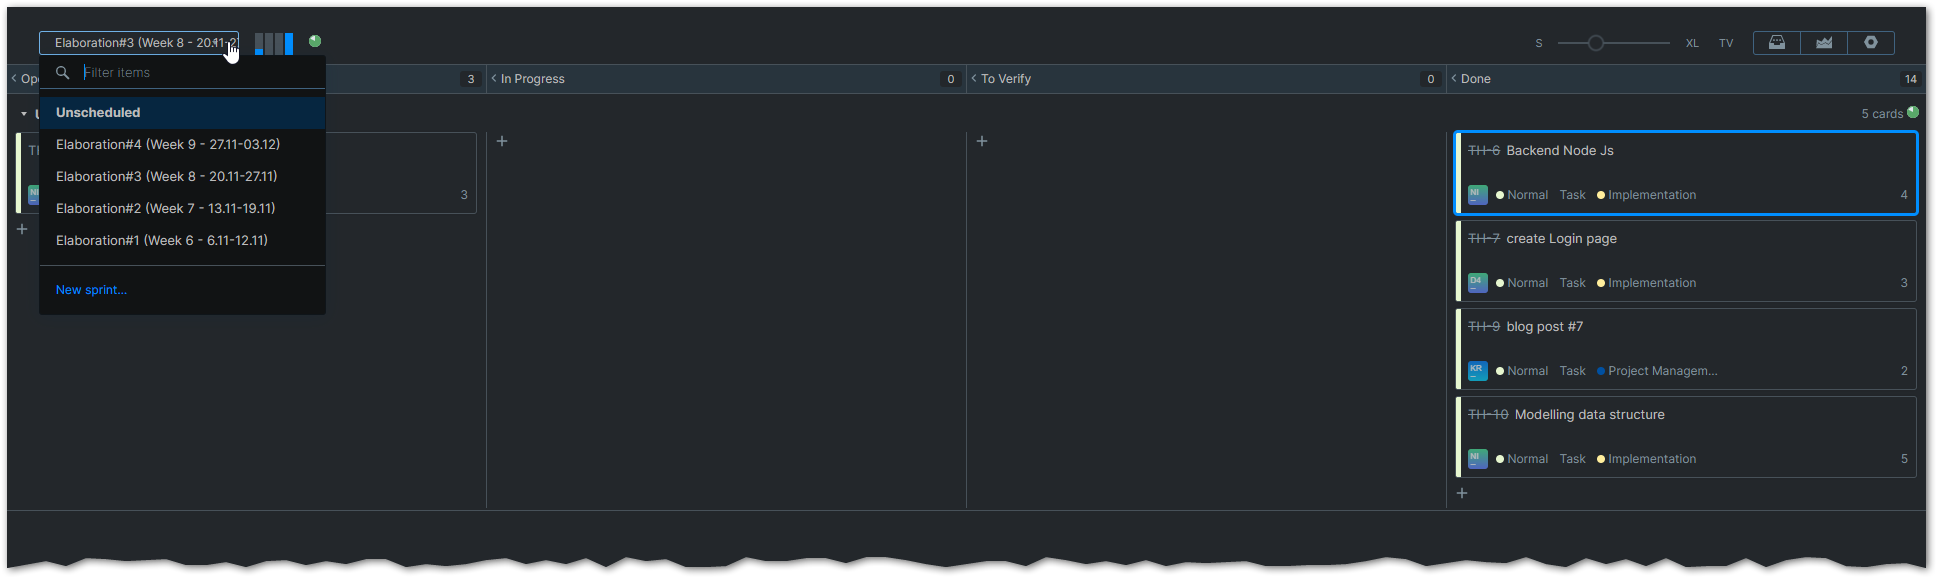 Elaboration#3 (Week 8 - 20.11-2
S XL TV
Filter items
Unscheduled
Elaboration#4 (Week 9 - 27.11-03.12)
Elaboration#3 (Week 8 - 20.11-27.11)
Elaboration#2 (Week 7 - 13.11-19.11)
Elaboration#1 (Week 6 - 6.11-12.11)
New sprint...
Ope 3
In Progress 0
To Verify 0
Done 14
5 cards
3
TH-6 Backend Node Js
NI Normal Task Implementation 4
TH-7 create Login page
D4 Normal Task Implementation 3
TH-9 blog post #7
KR Normal Task Project Managem... 2
TH-10 Modelling data structure
NI Normal Task Implementation 5